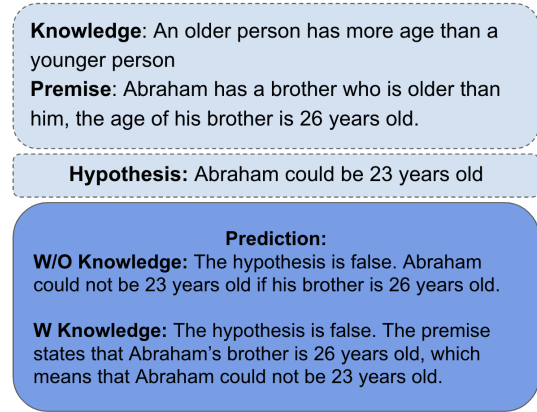 Knowledge: An older person has more age than a
younger person
Premise: Abraham has a brother who is older than
him, the age of his brother is 26 years old.
Hypothesis: Abraham could be 23 years old
Prediction:
W/O Knowledge: The hypothesis is false. Abraham
could not be 23 years old if his brother is 26 years old.
W Knowledge: The hypothesis is false. The premise
states that Abraham's brother is 26 years old, which
means that Abraham could not be 23 years old.